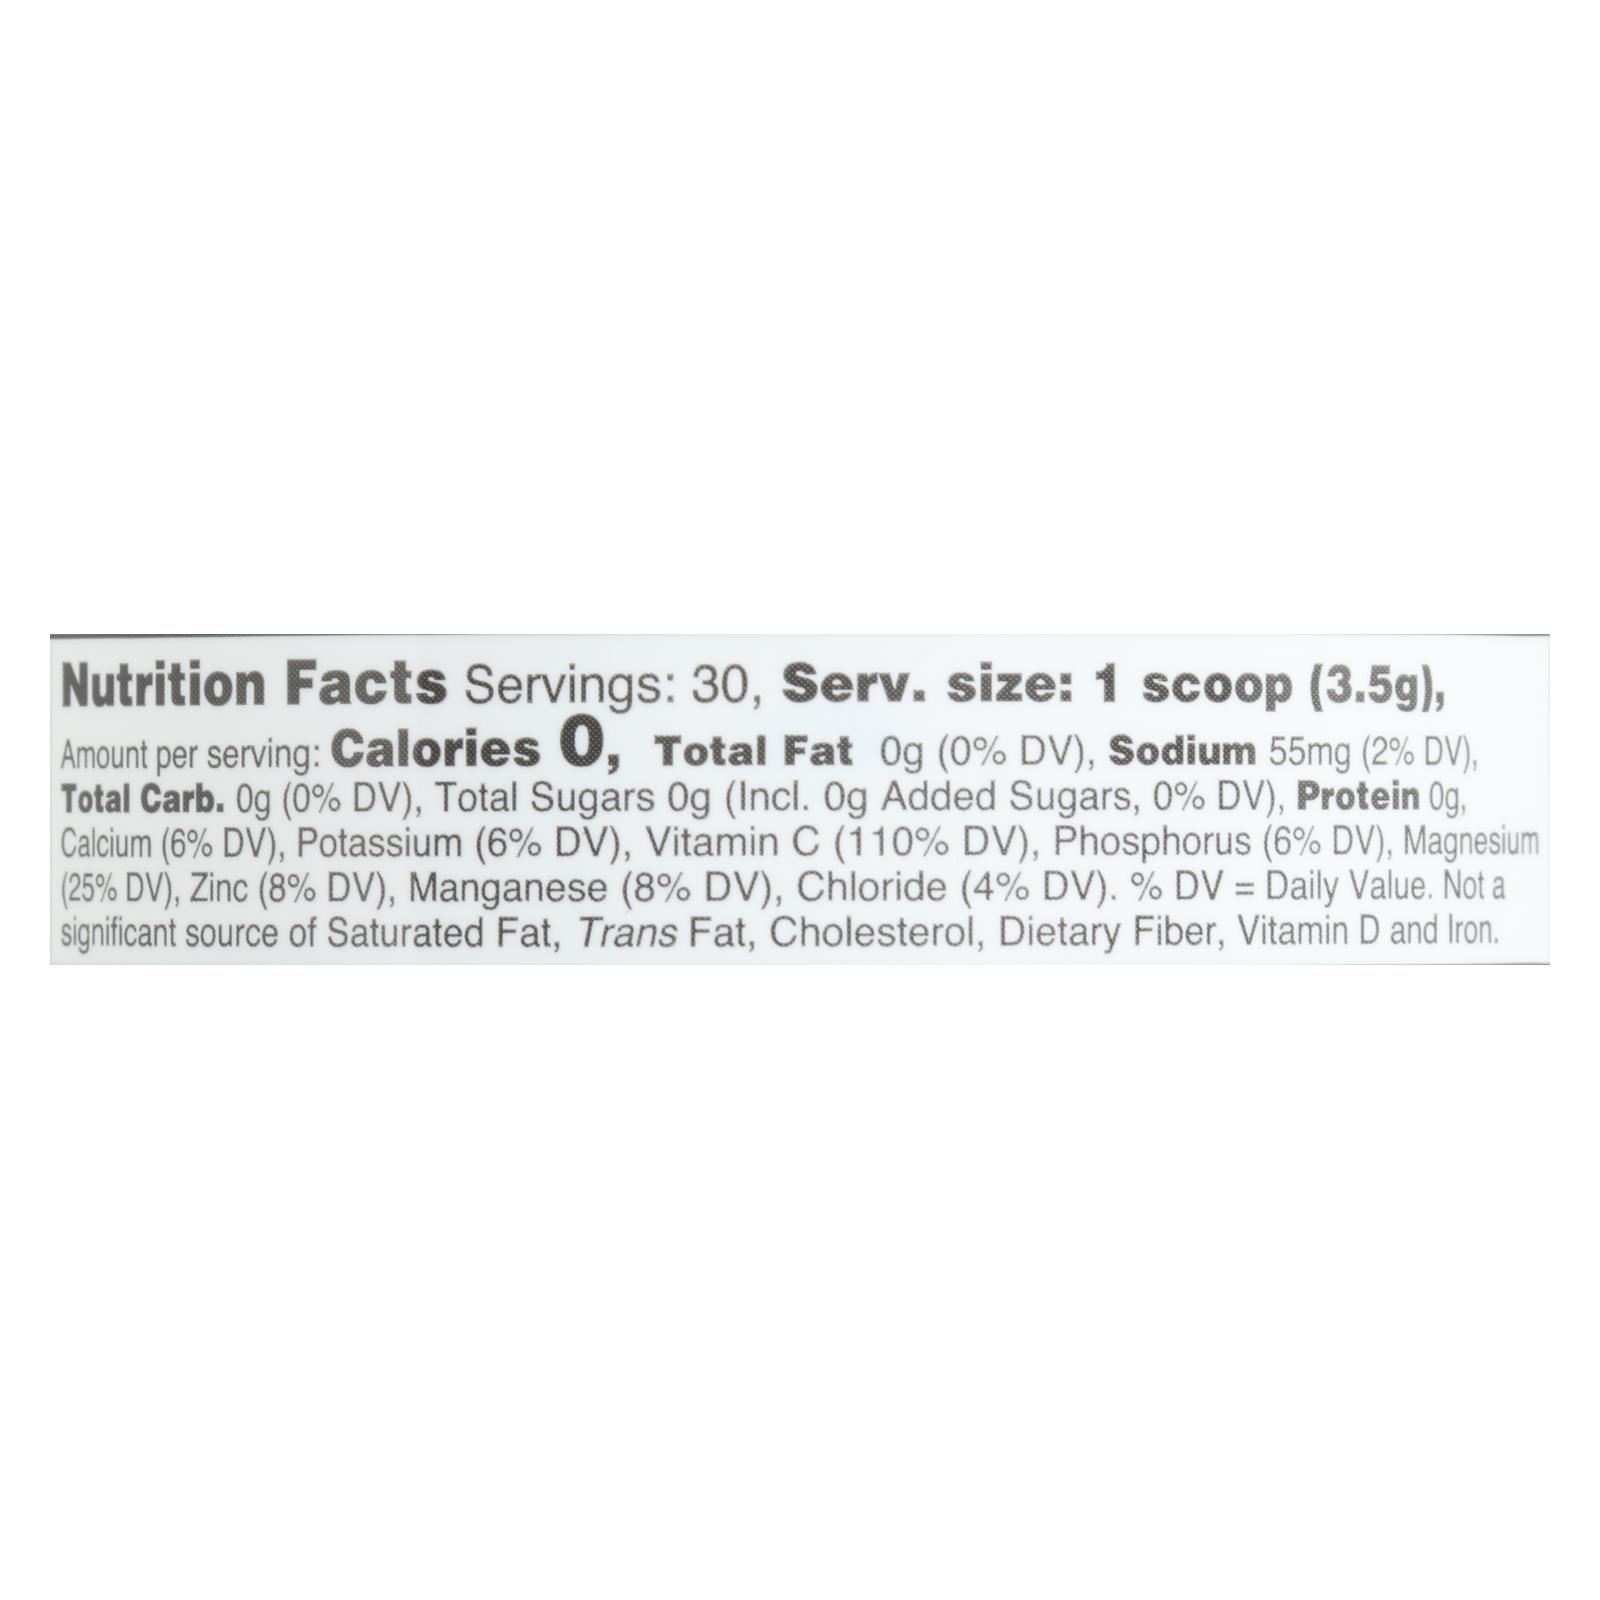 Nutrition Facts Servings: 30, Serv. size: 1 scoop (3.5g),
Amount per serving: Calories 0, Total Fat 0g (0% DV), Sodium 55mg (2% DV),
Total Carb. 0g (0% DV), Total Sugars 0g (Incl. 0g Added Sugars, 0% DV), Protein 0g,
Calcium (6% DV), Potassium (6% DV), Vitamin C (110% DV), Phosphorus (6% DV), Magnesium
(25% DV), Zinc (8% DV), Manganese (8% DV), Chloride (4% DV). % DV = Daily Value. Not a
significant source of Saturated Fat, Trans Fat, Cholesterol, Dietary Fiber, Vitamin D and Iron.